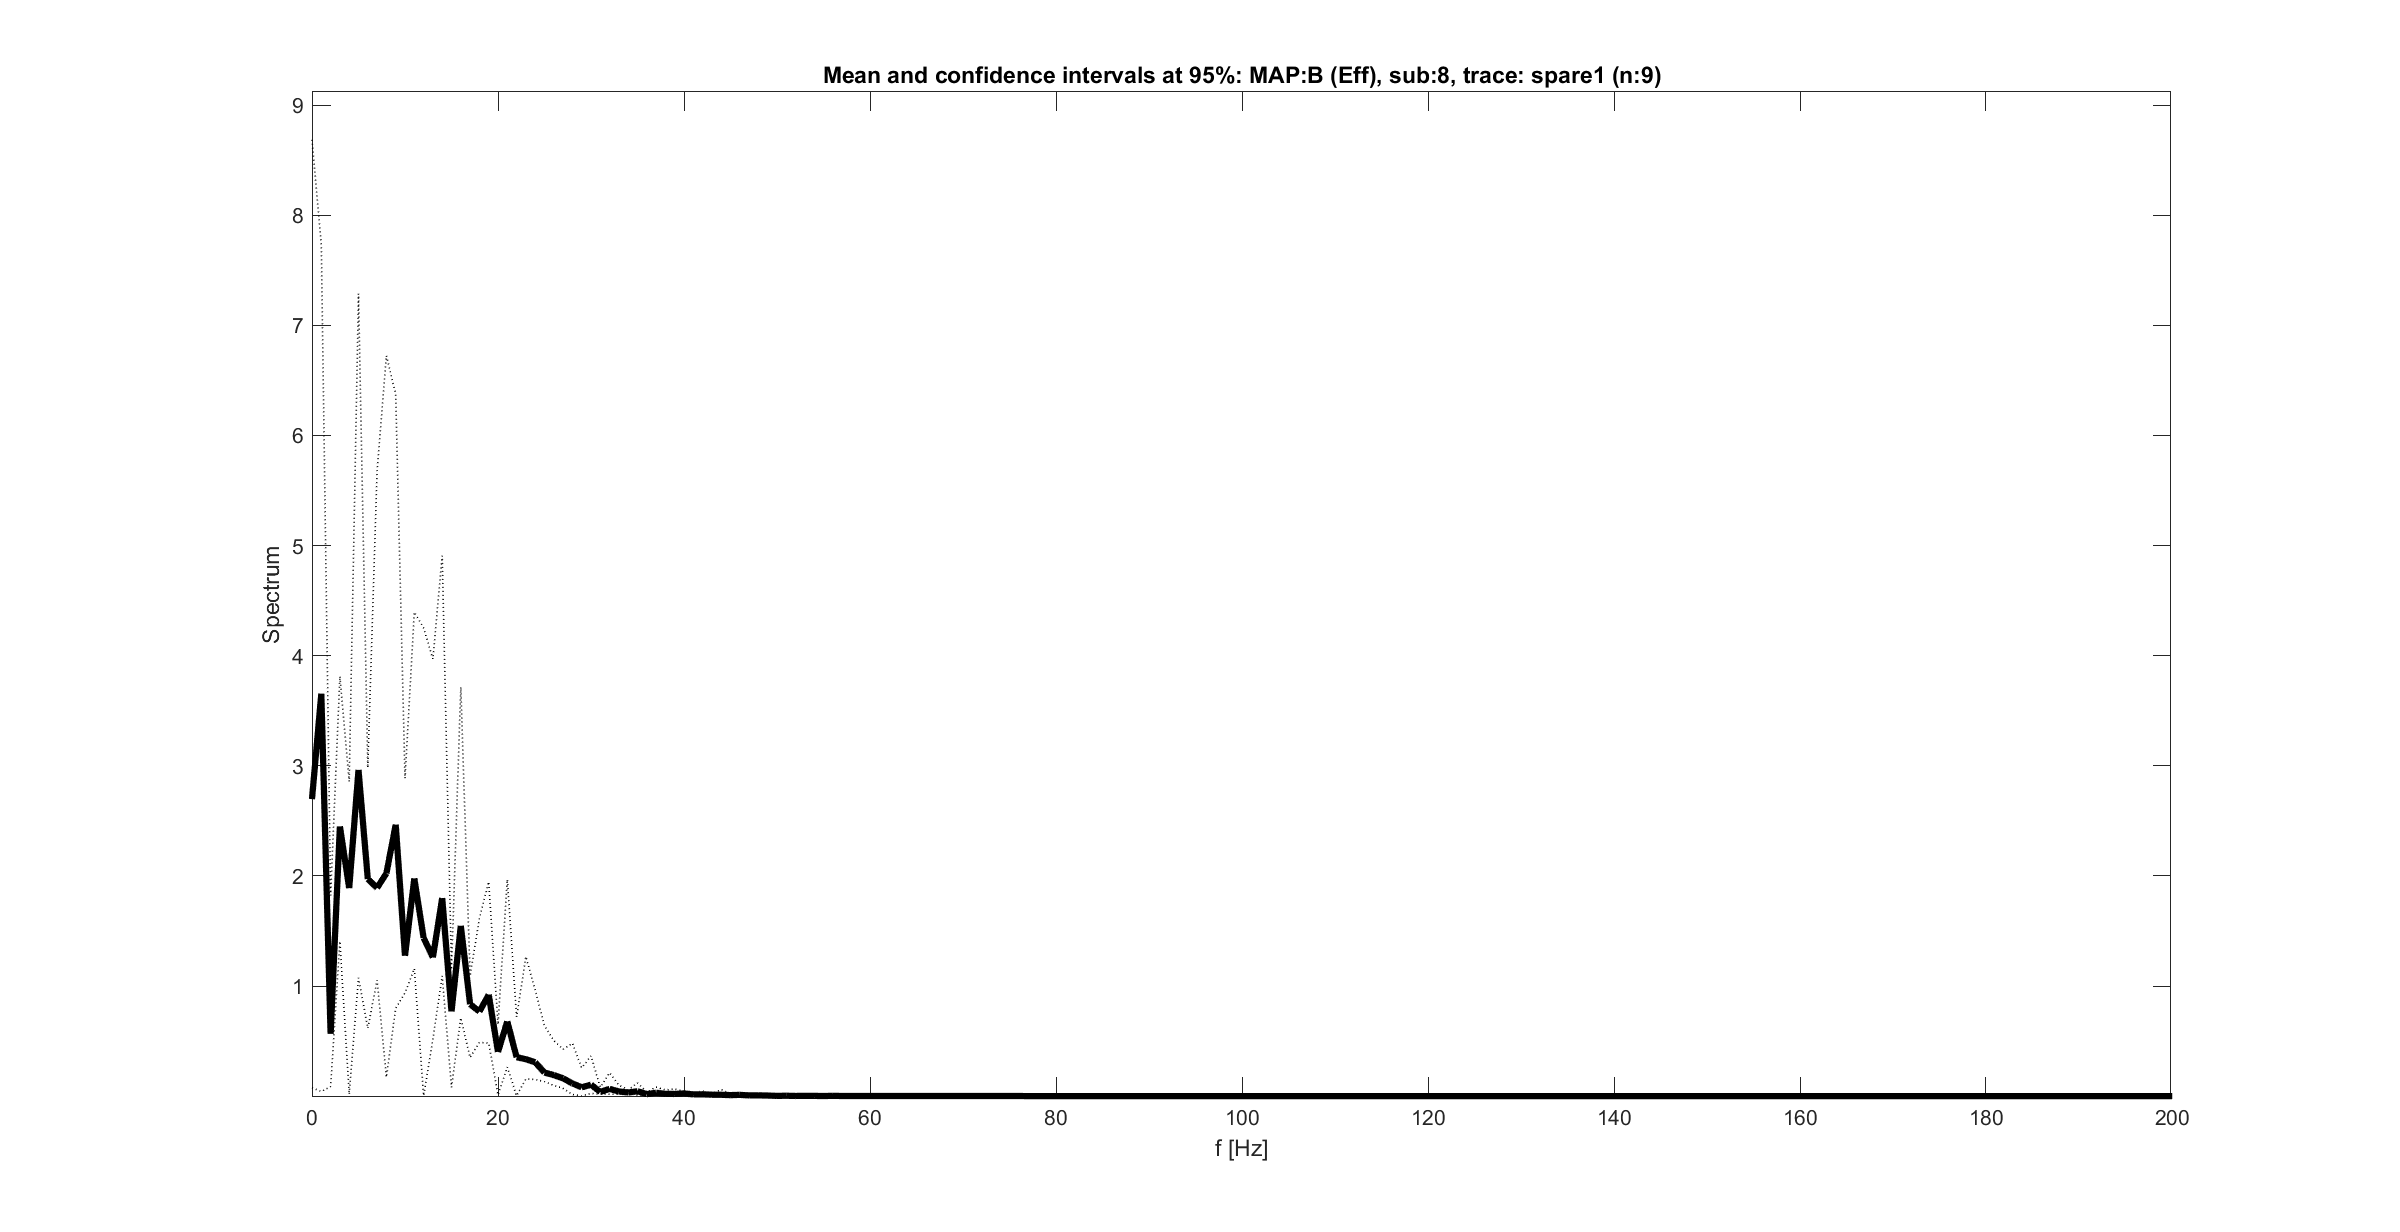 Mean and confidence intervals at 95%: MAP:B (Eff), sub:8, trace: spare1 (n:9)
9
8
7
6
5
4
3
2
1
Spectrum
0 20 40 60 80 100 120 140 160 180 200
f [Hz]